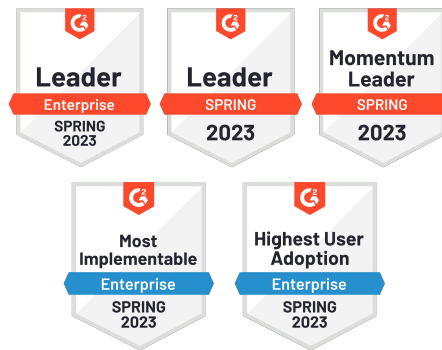 G2
Leader
Enterprise
SPRING
2023
G2
Leader
SPRING
2023
G2
Momentum
Leader
SPRING
2023
G2
Most
Implementable
Enterprise
SPRING
2023
G2
Highest User
Adoption
Enterprise
SPRING
2023